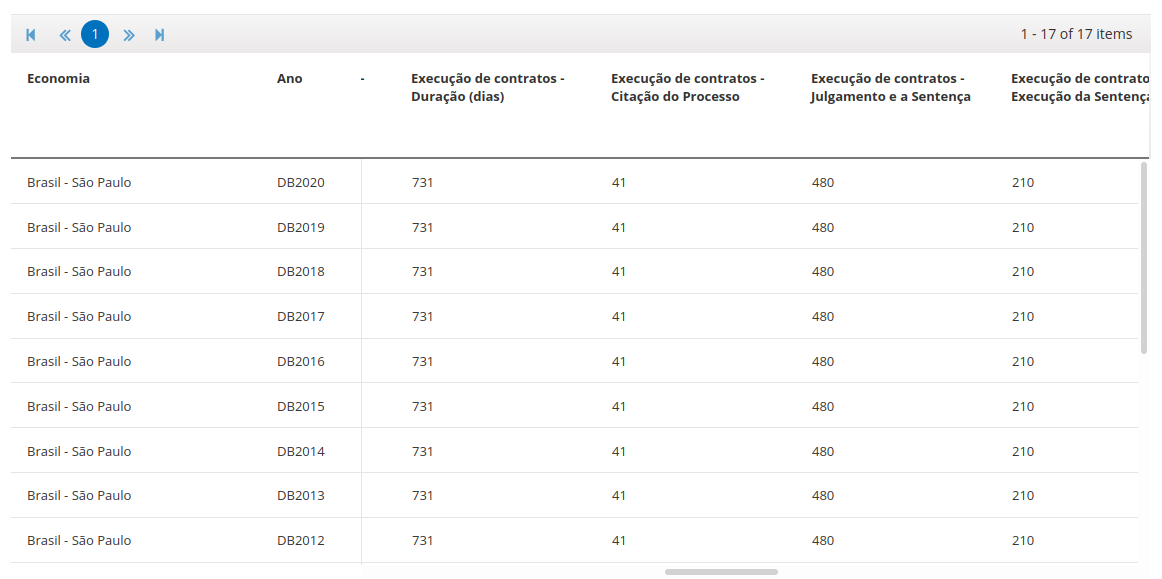 1
1 - 17 of 17 items
Economia Ano - Execução de contratos - Execução de contratos - Execução de contratos - Execução de
Duração (dias) Citação do Processo Julgamento e a Sentença Execução da
Brasil - São Paulo DB2020 731 41 480 210
Brasil - São Paulo DB2019 731 41 480 210
Brasil - São Paulo DB2018 731 41 480 210
Brasil - São Paulo DB2017 731 41 480 210
Brasil - São Paulo DB2016 731 41 480 210
Brasil - São Paulo DB2015 731 41 480 210
Brasil - São Paulo DB2014 731 41 480 210
Brasil - São Paulo DB2013 731 41 480 210
Brasil - São Paulo DB2012 731 41 480 210